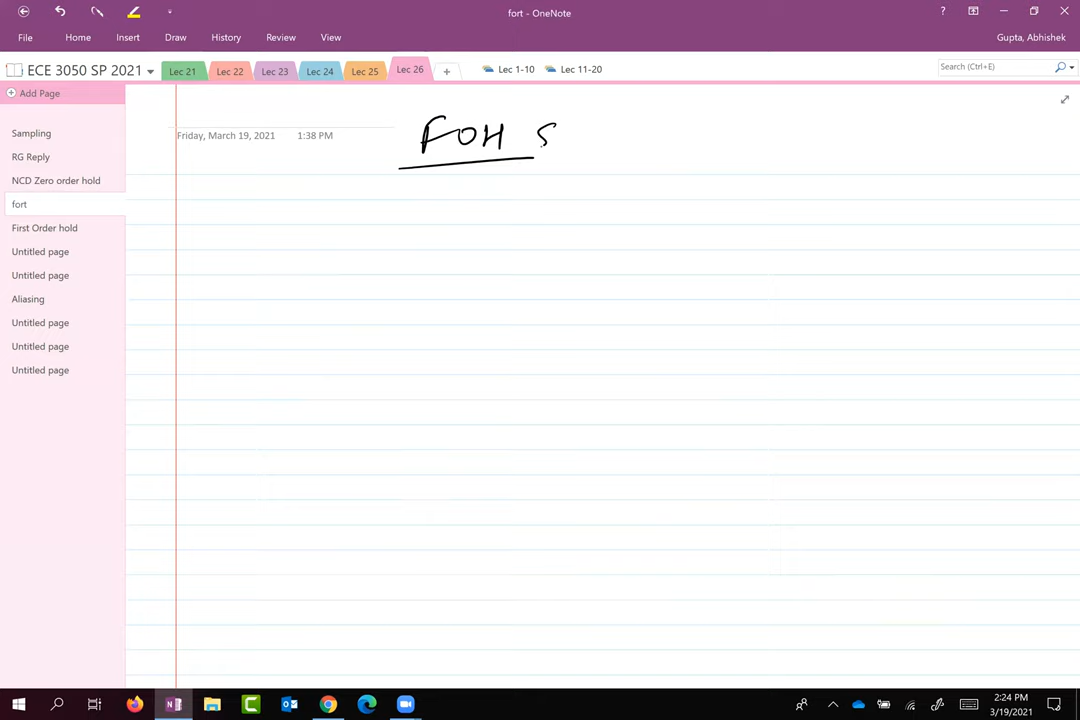 fort - OneNote
?
Gupta, Abhishek
File Home Insert Draw History Review View
ECE 3050 SP 2021 Lec 21 Lec 22 Lec 23 Lec 24 Lec 25 Lec 26 + Lec 1-10 Lec 11-20 Search (Ctrl+E)
Add Page
Friday, March 19, 2021 1:38 PM
FOH S
Sampling
RG Reply
NCD Zero order hold
fort
First Order hold
Untitled page
Untitled page
Aliasing
Untitled page
Untitled page
Untitled page
2:24 PM
3/19/2021